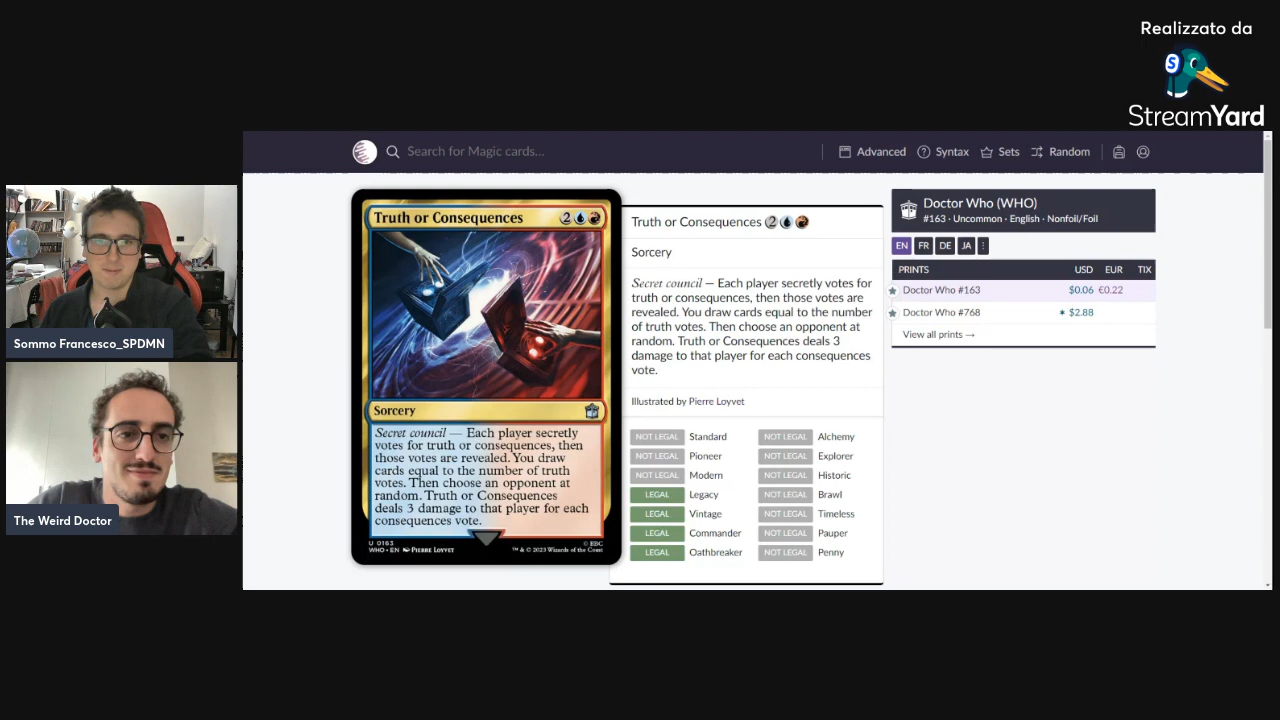 Realizzato da
S
StreamYard
Search for Magic cards...
Advanced
Syntax
Sets
Random
Truth or Consequences 2
Sorcery
Secret council — Each player secretly
votes for truth or consequences, then
those votes are revealed. You draw
cards equal to the number of truth
votes. Then choose an opponent at
random. Truth or Consequences
deals 3 damage to that player for each
consequences vote.
U 0163
WHO • EN PIERRE LOYVET
™ & © 2023 Wizards of the Coast
© BBC
Truth or Consequences 2
Sorcery
Secret council — Each player secretly votes for
truth or consequences, then those votes are
revealed. You draw cards equal to the number
of truth votes. Then choose an opponent at
random. Truth or Consequences deals 3
damage to that player for each consequences
vote.
Illustrated by Pierre Loyvet
NOT LEGAL Standard NOT LEGAL Alchemy
NOT LEGAL Pioneer NOT LEGAL Explorer
NOT LEGAL Modern NOT LEGAL Historic
LEGAL Legacy NOT LEGAL Brawl
LEGAL Vintage NOT LEGAL Timeless
LEGAL Commander NOT LEGAL Pauper
LEGAL Oathbreaker NOT LEGAL Penny
Doctor Who (WHO)
#163 · Uncommon · English · Nonfoil/Foil
EN FR DE JA
PRINTS USD EUR TIX
Doctor Who #163 $0.06 €0.22
Doctor Who #768 ✶ $2.88
View all prints →
Sommo Francesco_SPDMN
The Weird Doctor